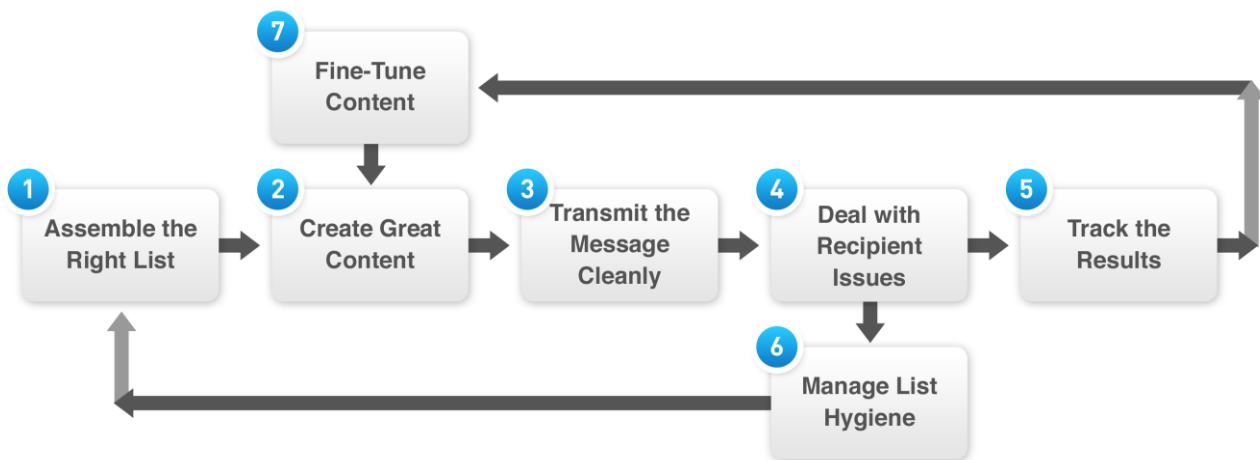 7
Fine-Tune
Content
1
Assemble the
Right List
2
Create Great
Content
3
Transmit the
Message
Cleanly
4
Deal with
Recipient
Issues
5
Track the
Results
6
Manage List
Hygiene